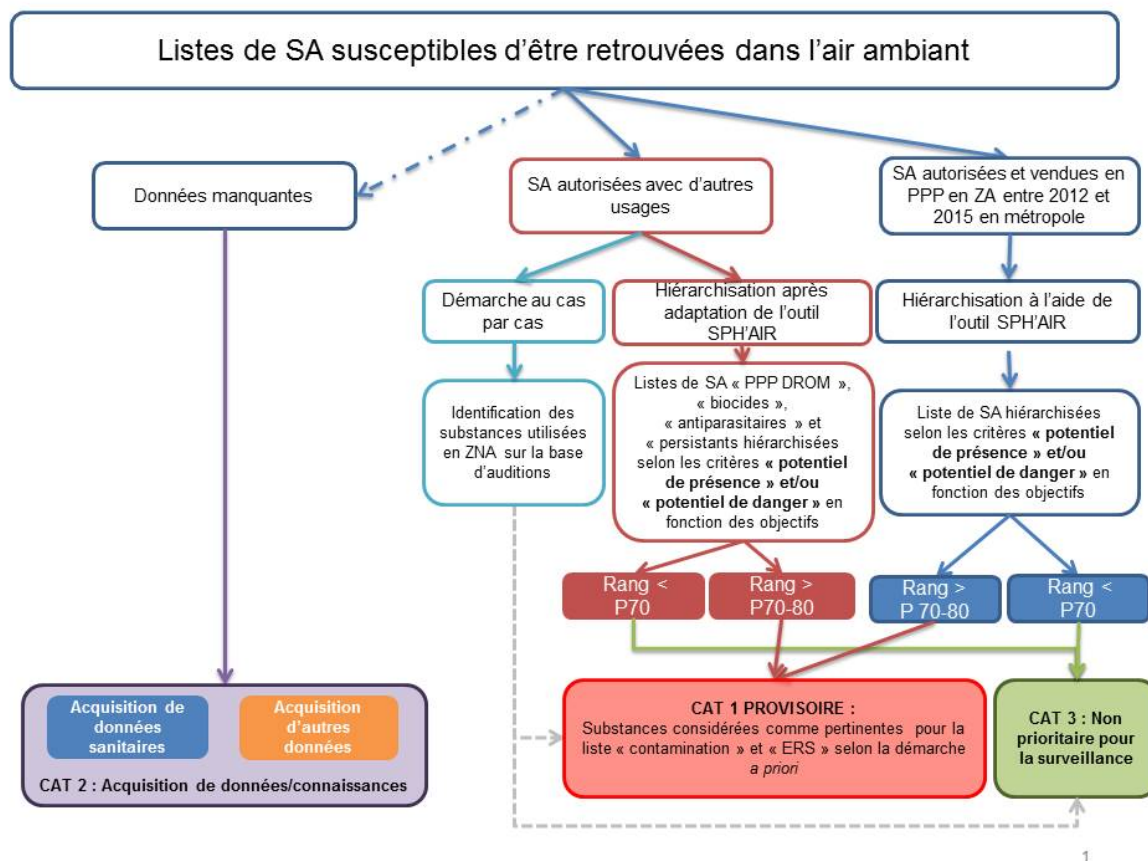 Listes de SA susceptibles d'être retrouvées dans l'air ambiant
Données manquantes
SA autorisées avec d'autres
usages
SA autorisées et vendues en
PPP en ZA entre 2012 et
2015 en métropole
Démarche au cas
par cas
Hiérarchisation après
adaptation de l'outil
SPH'AIR
Hiérarchisation à l'aide de
l'outil SPH'AIR
Identification des
substances utilisées
en ZNA sur la base
d'auditions
Listes de SA « PPP DROM »,
« biocides »,
« antiparasitaires » et
« persistants hiérarchisées
selon les critères « potentiel
de présence » et/ou
« potentiel de danger » en
fonction des objectifs
Liste de SA hiérarchisées
selon les critères « potentiel
de présence » et/ou
« potentiel de danger » en
fonction des objectifs
Rang <
P70
Rang >
P70-80
Rang >
P 70-80
Rang <
P70
Acquisition de
données
sanitaires
Acquisition
d'autres
données
CAT 2 : Acquisition de données/connaissances
CAT 1 PROVISOIRE :
Substances considérées comme pertinentes pour la
liste « contamination » et « ERS » selon la démarche
a priori
CAT 3 : Non
prioritaire pour
la surveillance
1